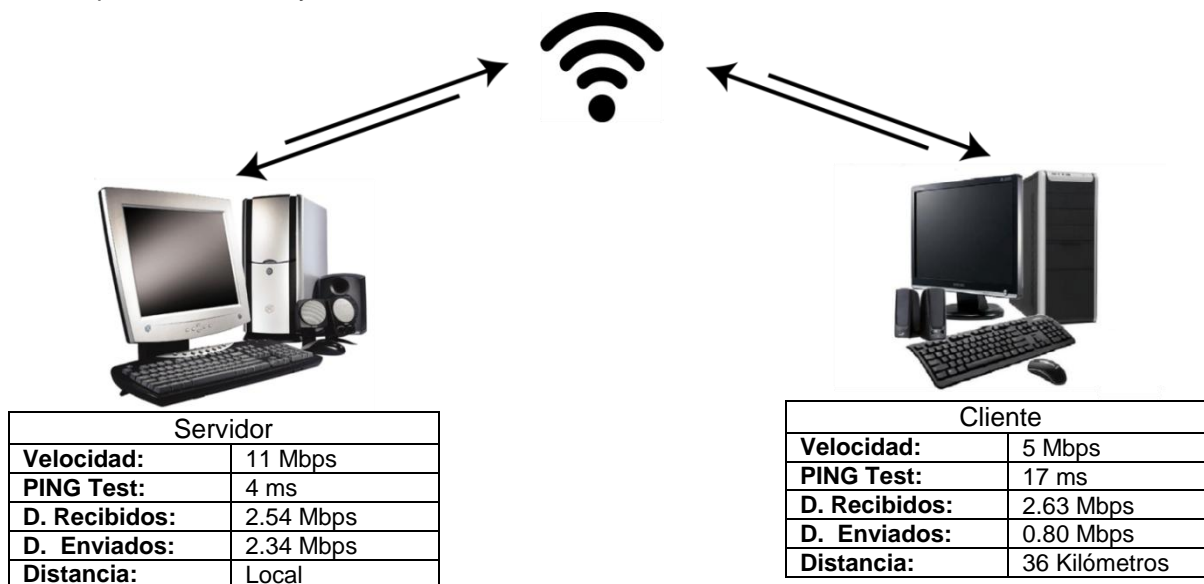 Servidor
Velocidad: 11 Mbps
PING Test: 4 ms
D. Recibidos: 2.54 Mbps
D. Enviados: 2.34 Mbps
Distancia: Local
Cliente
Velocidad: 5 Mbps
PING Test: 17 ms
D. Recibidos: 2.63 Mbps
D. Enviados: 0.80 Mbps
Distancia: 36 Kilómetros